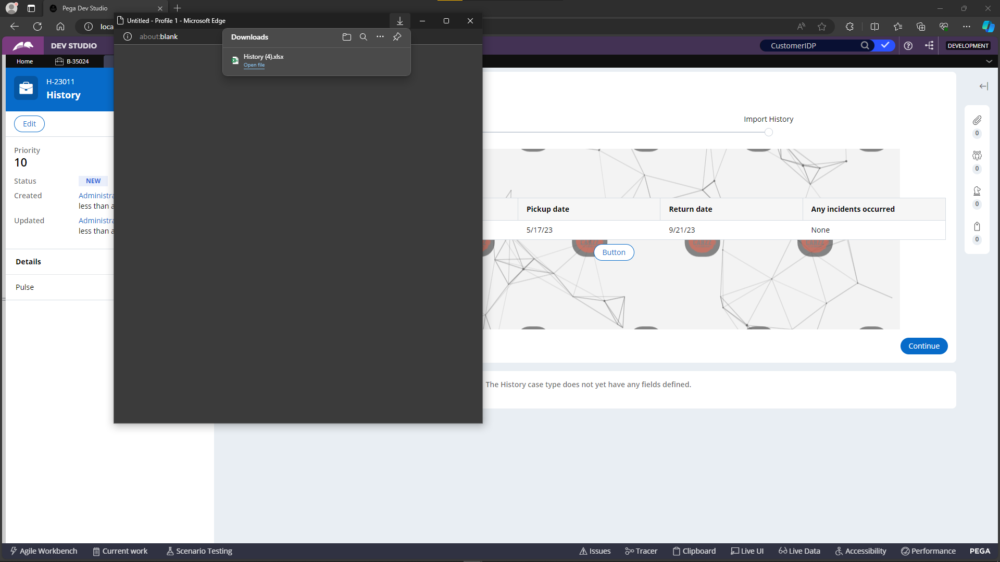 Pega Dev Studio
Untitled - Profile 1 - Microsoft Edge
loca
about:blank
Downloads
History (4).xlsx
Open file
DEV STUDIO
CustomerIDP
DEVELOPMENT
Home
B-35024
H-23011
History
Edit
Import History
0
0
0
0
Priority
10
Status
NEW
Created
Administra
less than a
Updated
Administra
less than a
Details
Pulse
Pickup date
Return date
Any incidents occurred
5/17/23
9/21/23
None
Button
Continue
The History case type does not yet have any fields defined.
Agile Workbench
Current work
Scenario Testing
Issues
Tracer
Clipboard
Live UI
Live Data
Accessibility
Performance
PEGA